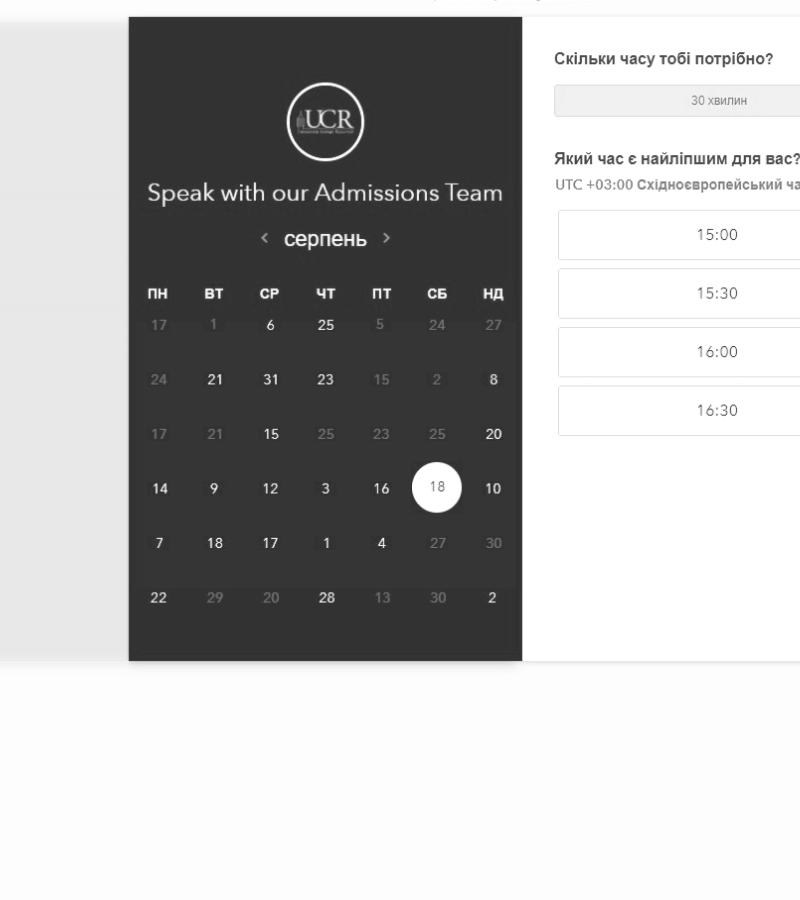 UCR
Speak with our Admissions Team
серпень
ПН ВТ СР ЧТ ПТ СБ НД
17 1 6 25 5 24 27
24 21 31 23 15 2 8
17 21 15 25 23 25 20
14 9 12 3 16 18 10
7 18 17 1 4 27 30
22 29 20 28 13 30 2
Скільки часу тобі потрібно?
30 хвилин
Який час є найліпшим для вас?
UTC +03:00 Східноєвропейський ча
15:00
15:30
16:00
16:30